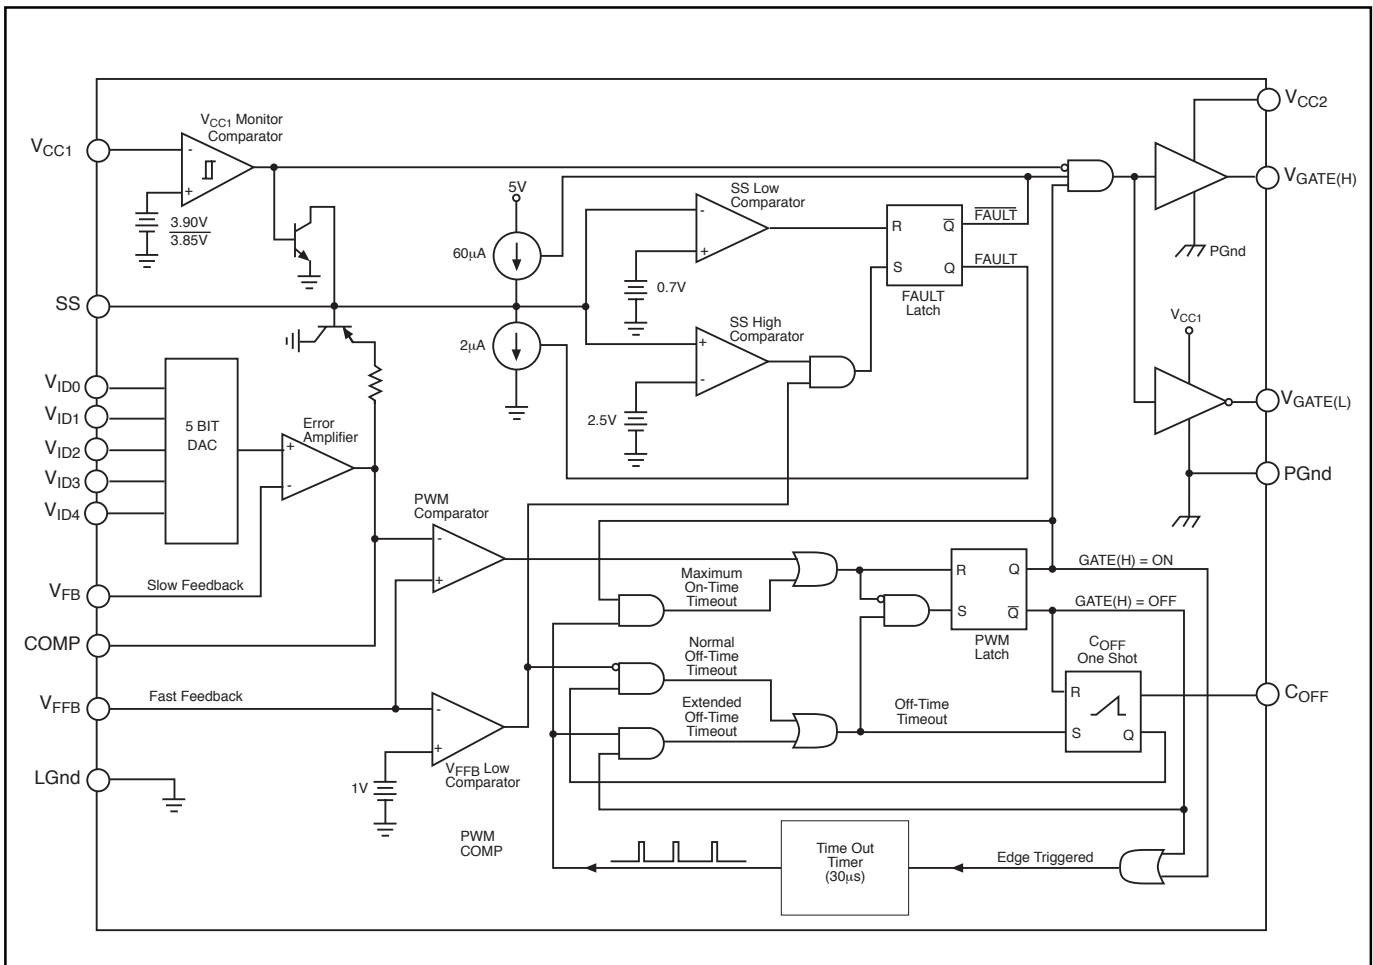 VCC2
VCC1 Monitor
Comparator
VCC1
-
+
3.90V
3.85V
5V
60μA
SS Low
Comparator
-
+
0.7V
FAULT
R
Q
S
Q
FAULT
FAULT
Latch
VGATE(H)
PGnd
SS
2μA
SS High
Comparator
+
-
2.5V
VCC1
VID0
VID1
VID2
VID3
VID4
5 BIT
DAC
Error
Amplifier
+
-
VGATE(L)
PGnd
PWM
Comparator
-
+
VFB
Slow Feedback
COMP
Maximum
On-Time
Timeout
R
Q
S
Q
PWM
Latch
GATE(H) = ON
GATE(H) = OFF
Normal
Off-Time
Timeout
COFF
One Shot
R
S
Q
COFF
VFFB
Fast Feedback
-
+
Extended
Off-Time
Timeout
Off-Time
Timeout
VFFB Low
Comparator
1V
LGnd
PWM
COMP
Time Out
Timer
(30μs)
Edge Triggered